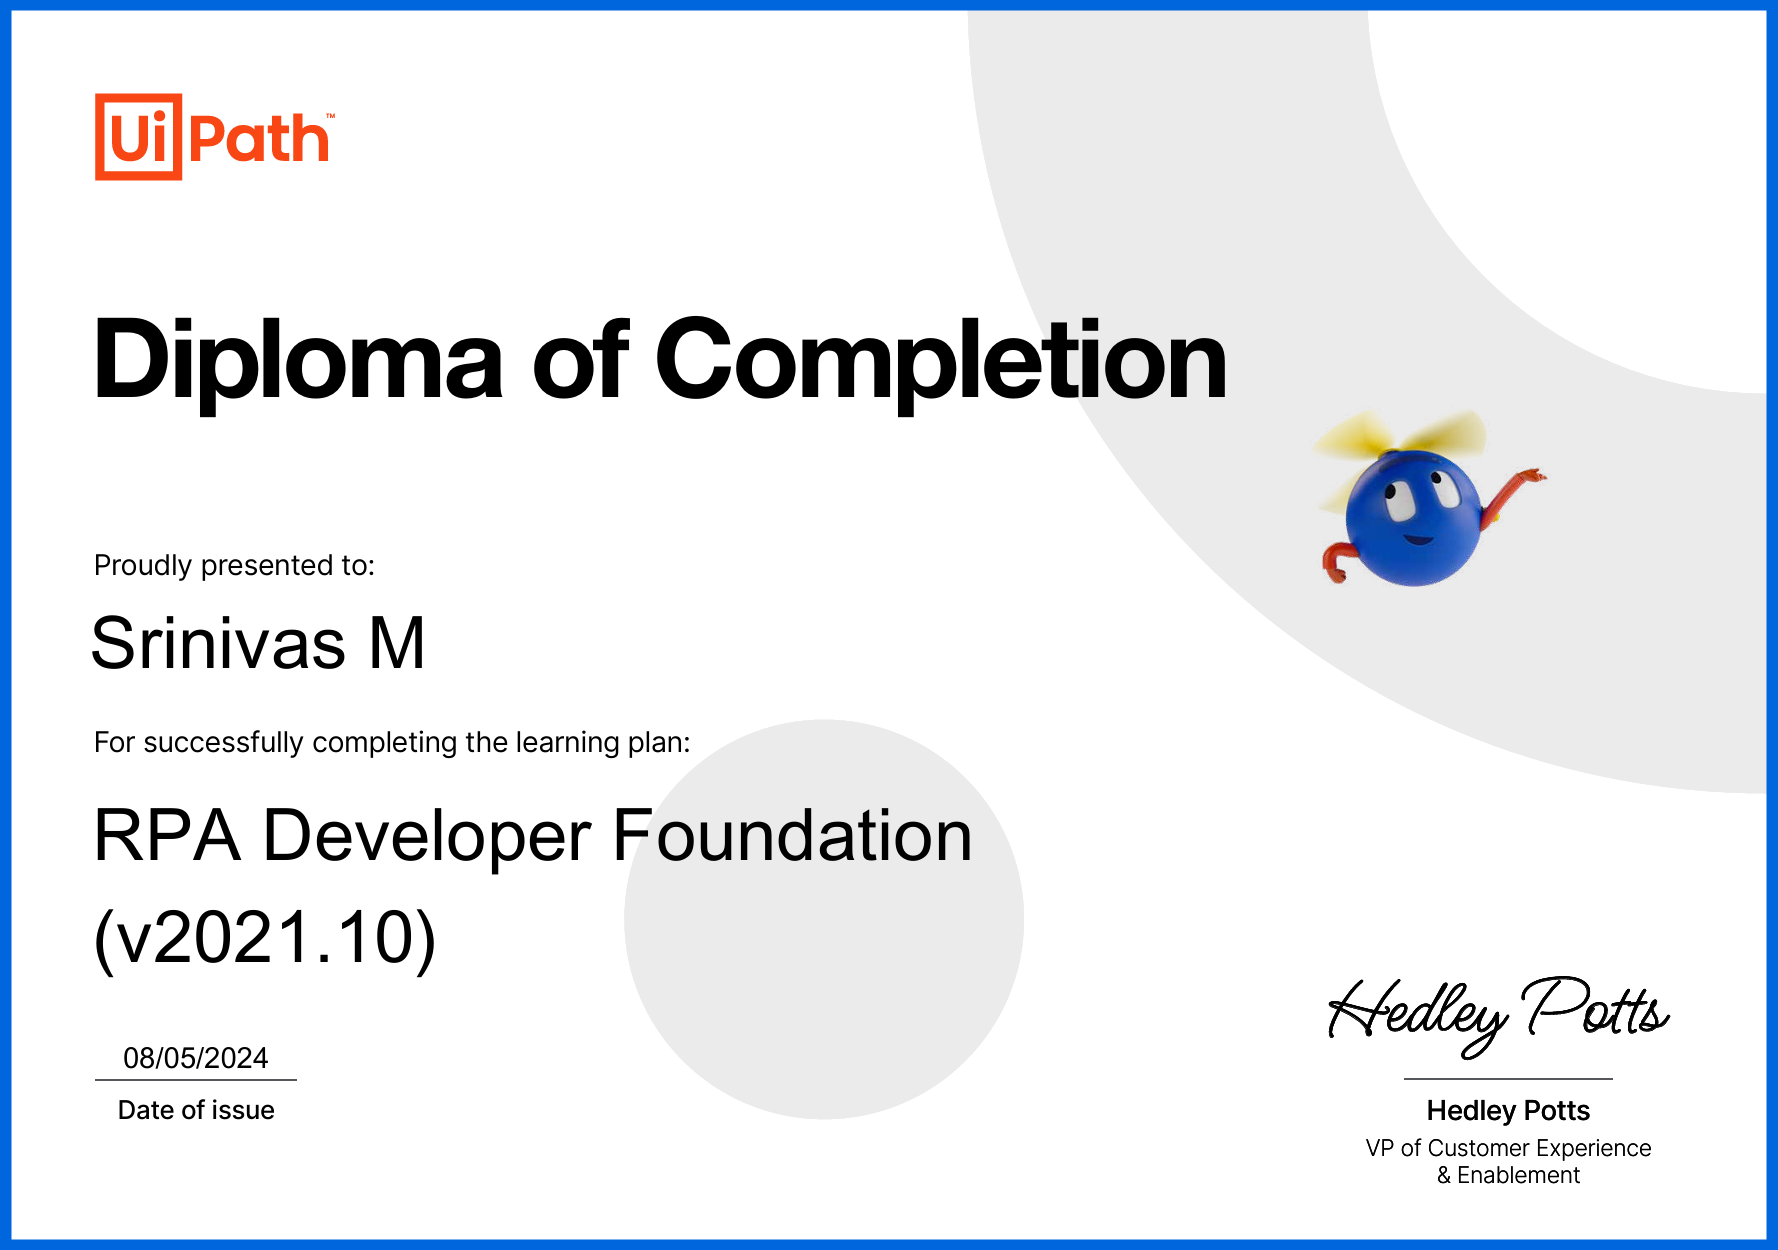 UiPath™
Diploma of Completion
Proudly presented to:
Srinivas M
For successfully completing the learning plan:
RPA Developer Foundation
(v2021.10)
08/05/2024
Date of issue
Hedley Potts
Hedley Potts
VP of Customer Experience
& Enablement